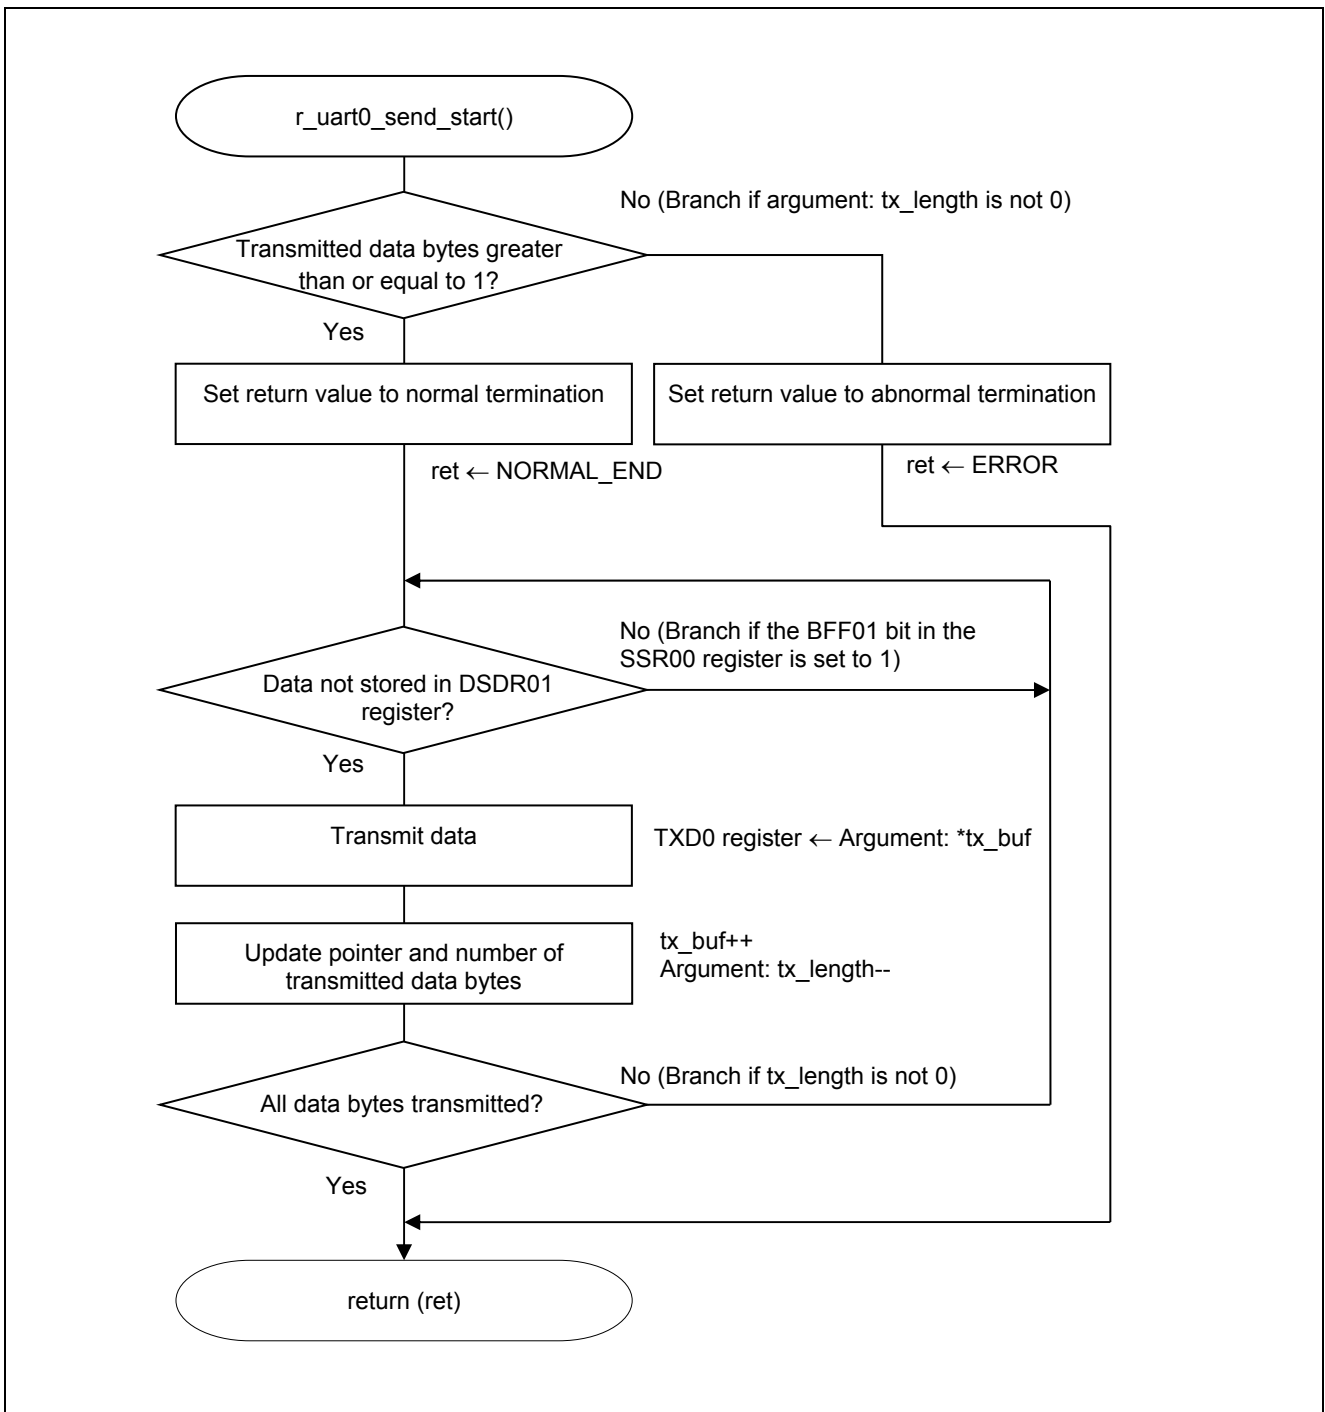 r_uart0_send_start()
No (Branch if argument: tx_length is not 0)
Transmitted data bytes greater
than or equal to 1?
Yes
Set return value to normal termination
Set return value to abnormal termination
ret ← NORMAL_END
ret ← ERROR
No (Branch if the BFF01 bit in the
SSR00 register is set to 1)
Data not stored in DSDR01
register?
Yes
Transmit data
TXD0 register ← Argument: *tx_buf
Update pointer and number of
transmitted data bytes
tx_buf++
Argument: tx_length--
No (Branch if tx_length is not 0)
All data bytes transmitted?
Yes
return (ret)